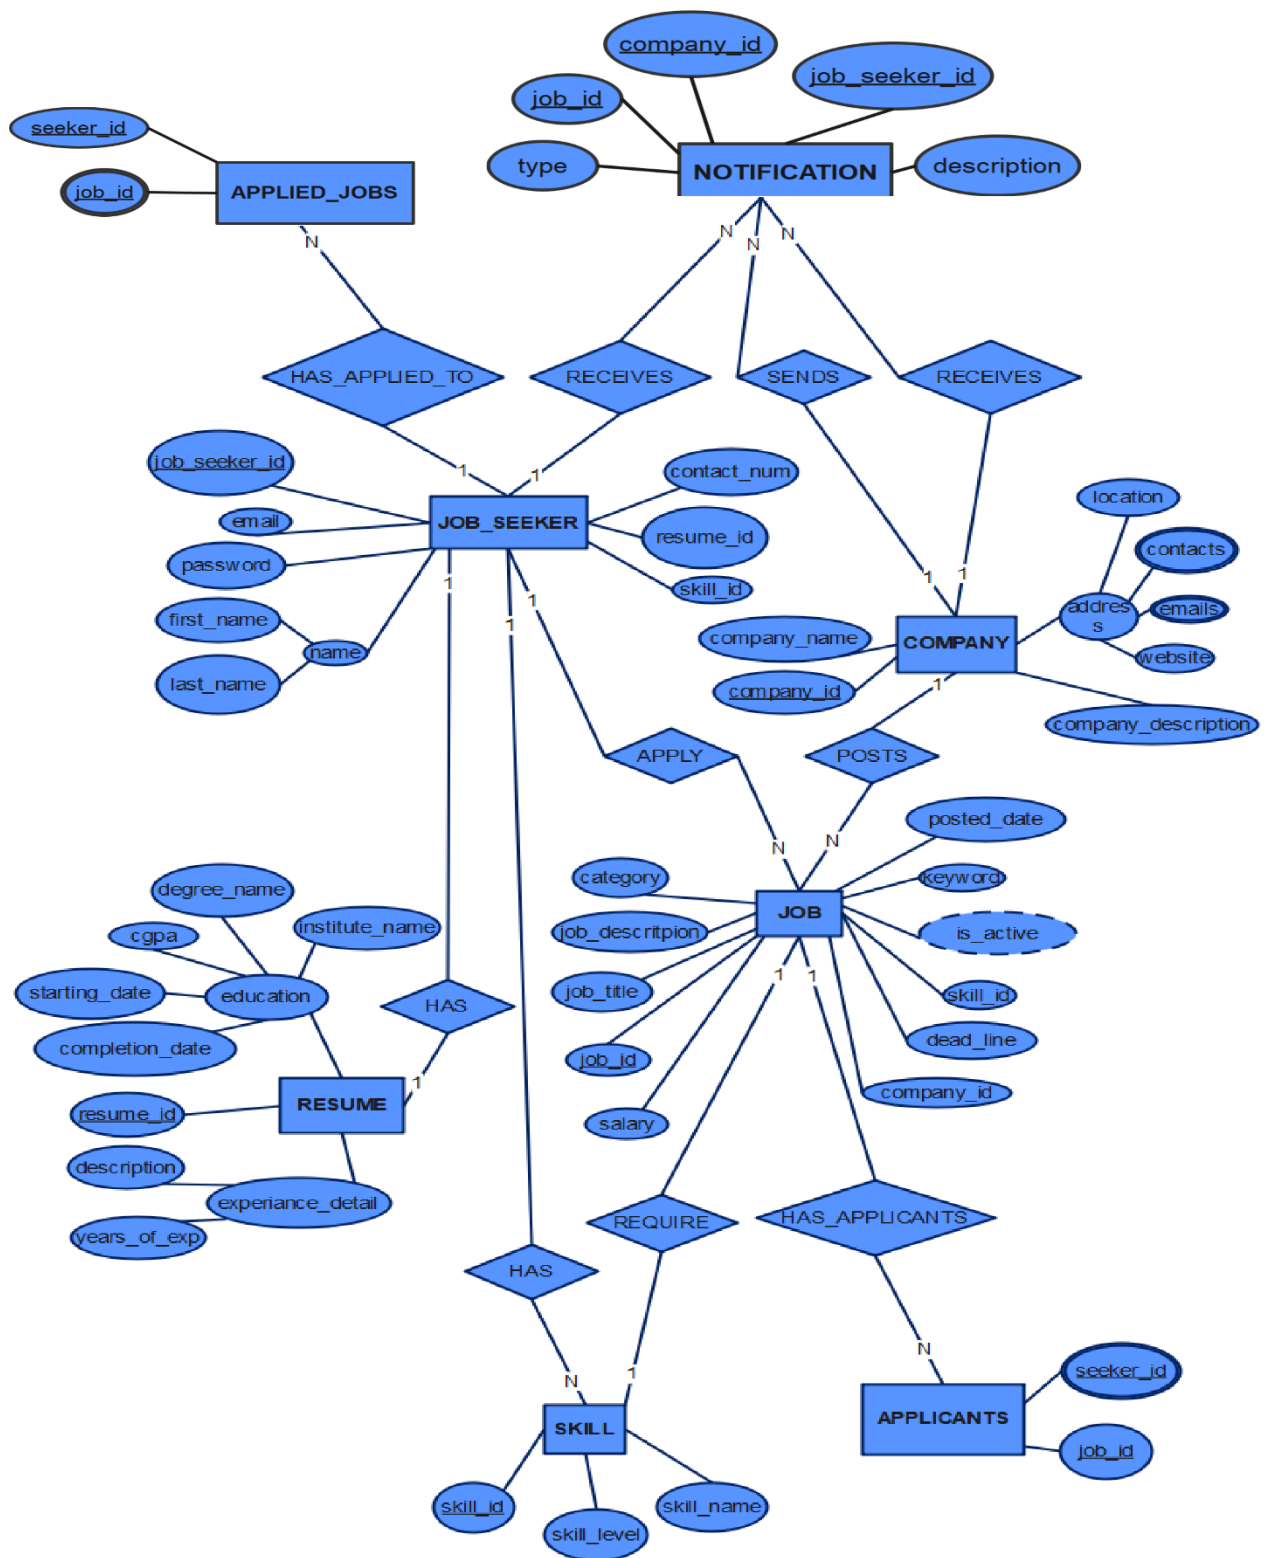 company_id
job_seeker_id
job_id
seeker_id
type
NOTIFICATION
description
job_id
APPLIED_JOBS
N
N
N
N
HAS_APPLIED_TO
RECEIVES
SENDS
RECEIVES
job_seeker_id
1
1
contact_num
location
email
JOB_SEEKER
resume_id
contacts
password
1
skill_id
1
1
addres
s
emails
first_name
1
1
company_name
COMPANY
name
website
last_name
company_id
1
company_description
APPLY
POSTS
posted_date
N
N
category
keyword
degree_name
JOB
cgpa
institute_name
job_descritpion
is_active
1
1
starting_date
education
job_title
skill_id
HAS
completion_date
job_id
dead_line
1
company_id
RESUME
resume_id
salary
description
experiance_detail
REQUIRE
HAS_APPLICANTS
years_of_exp
HAS
N
1
N
seeker_id
SKILL
APPLICANTS
job_id
skill_id
skill_name
skill_level